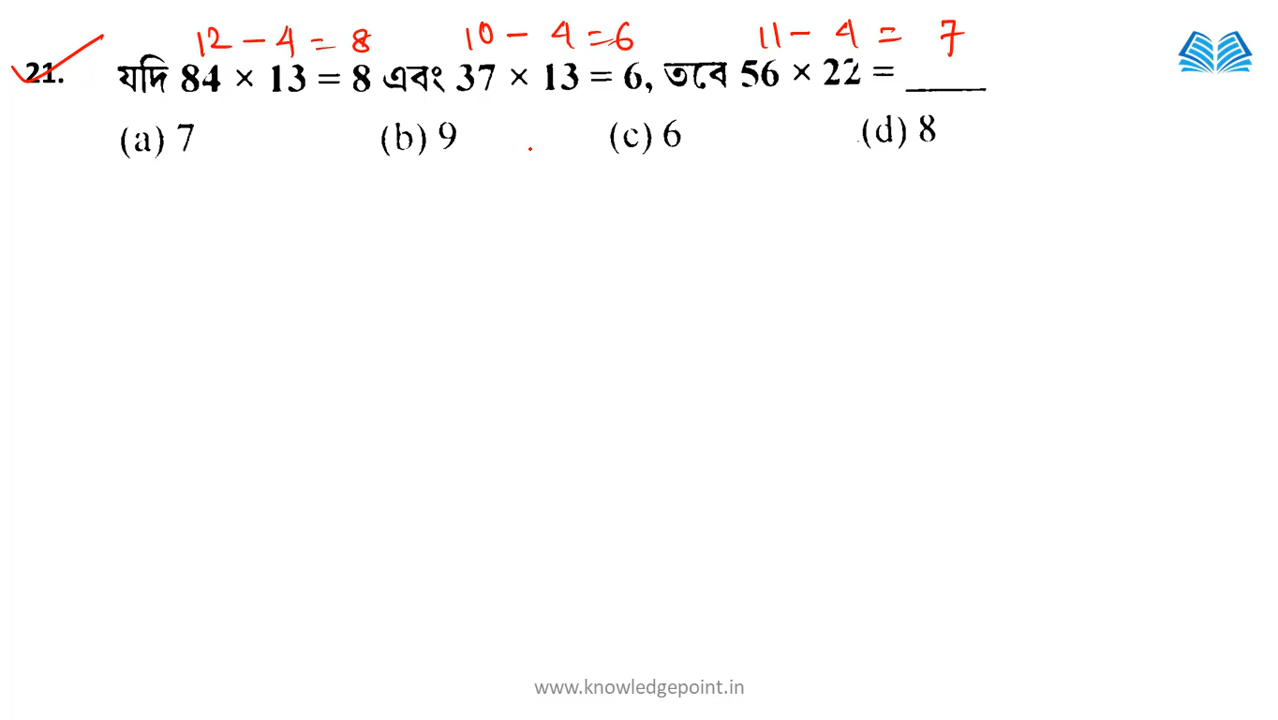 12 - 4 = 8 10 - 4 = 6 11 - 4 = 7
21. যদি 84 × 13 = 8 এবং 37 × 13 = 6, তবে 56 × 22 = ____
(a) 7 (b) 9 (c) 6 (d) 8
www.knowledgepoint.in